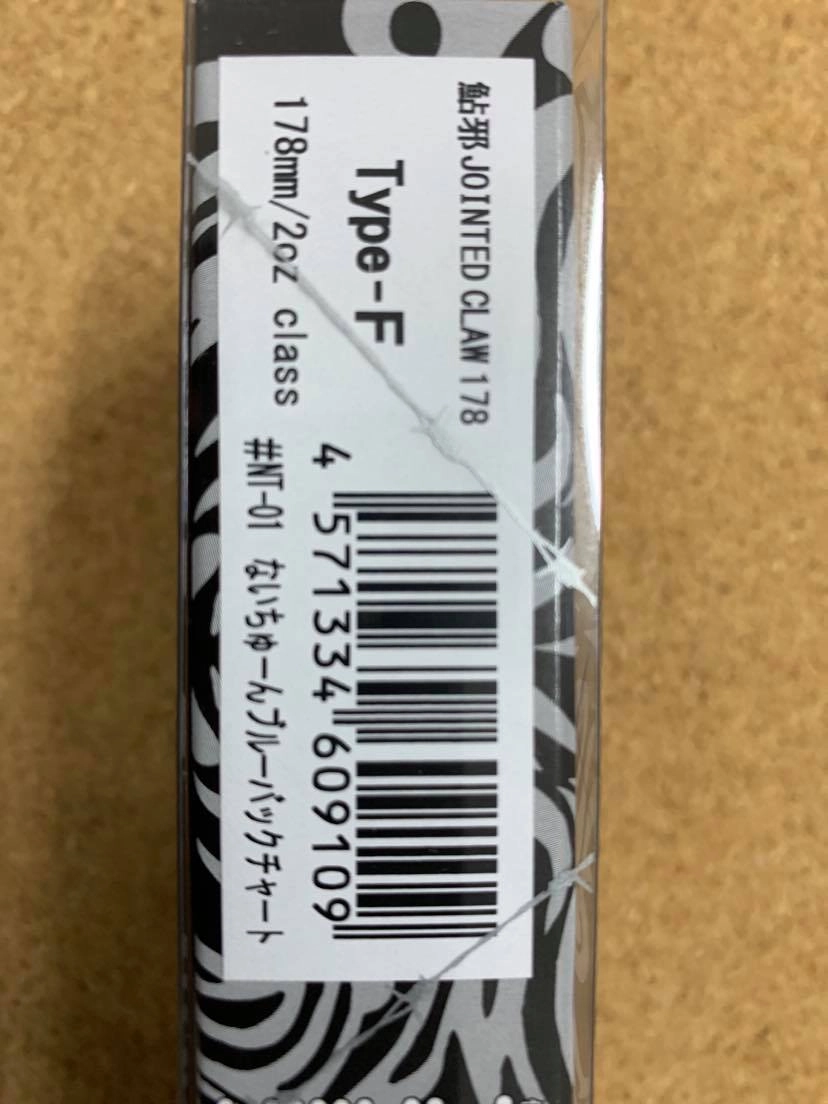 鮎邪 JOINTED CLAW 178
Type-F
178mm/2oz class
4 571334 609109
#NT-01 ないちゅーんブルーバックチャート